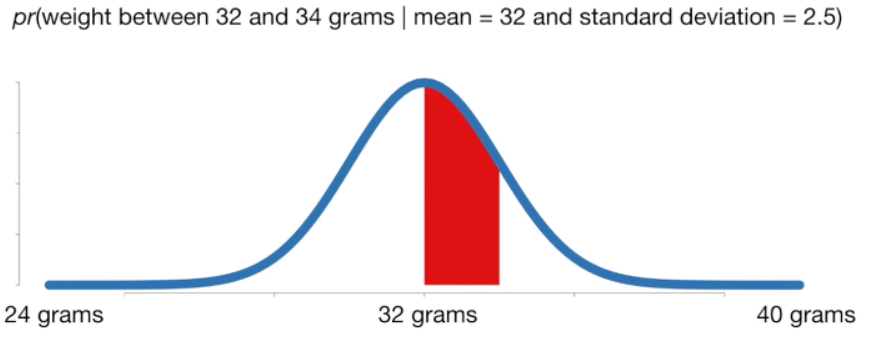 pr(weight between 32 and 34 grams | mean = 32 and standard deviation = 2.5)
24 grams
32 grams
40 grams